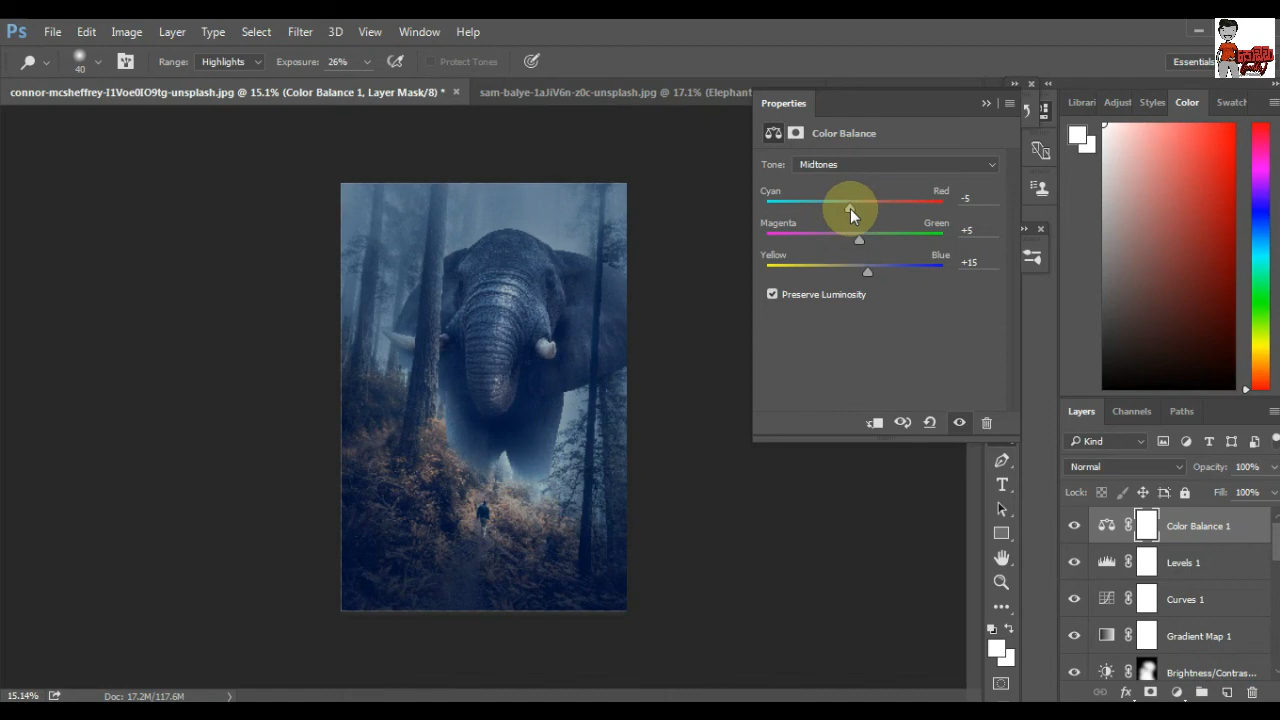 Ps File Edit Image Layer Type Select Filter 3D View Window Help
40 Range: Highlights Exposure: 26% Protect Tones Essentials
connor-mcsheffrey-I1Voe0IO9tg-unsplash.jpg @ 15.1% (Color Balance 1, Layer Mask/8) * × sam-balye-1aJiV6n-z0c-unsplash.jpg @ 17.1% (Elephant
Properties
Librari Adjust Styles Color Swatch
Color Balance
Tone: Midtones
Cyan Red -5
Magenta Green +5
Yellow Blue +15
Preserve Luminosity
Layers Channels Paths
Kind
Normal Opacity: 100%
Lock: Fill: 100%
Color Balance 1
Levels 1
Curves 1
Gradient Map 1
Brightness/Contras...
15.14% Doc: 17.2M/117.6M